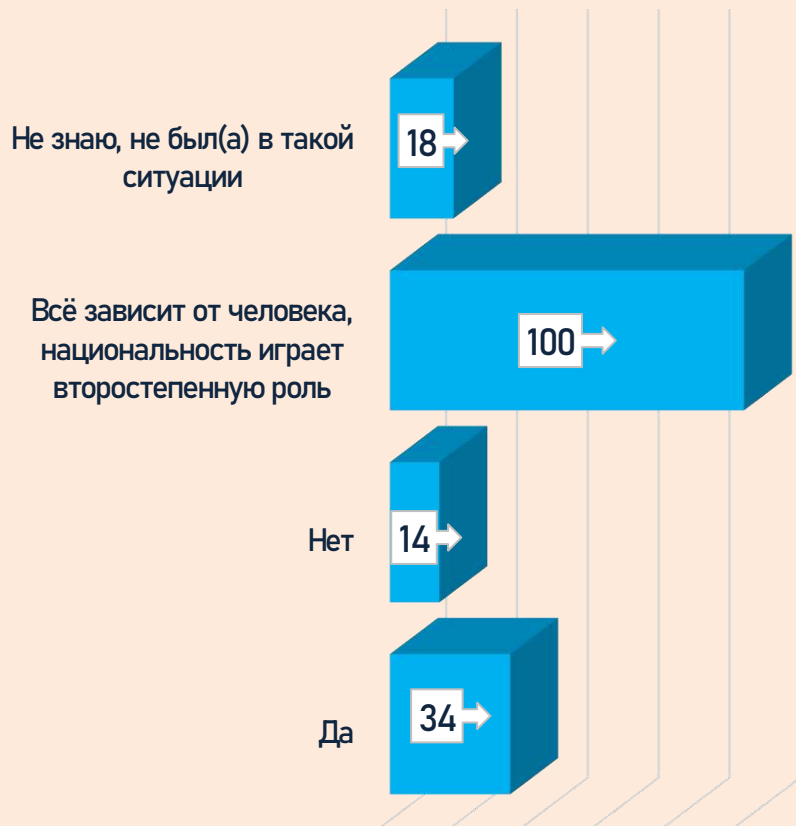 Не знаю, не был(а) в такой
ситуации
18
Всё зависит от человека,
национальность играет
второстепенную роль
100
Нет
14
Да
34